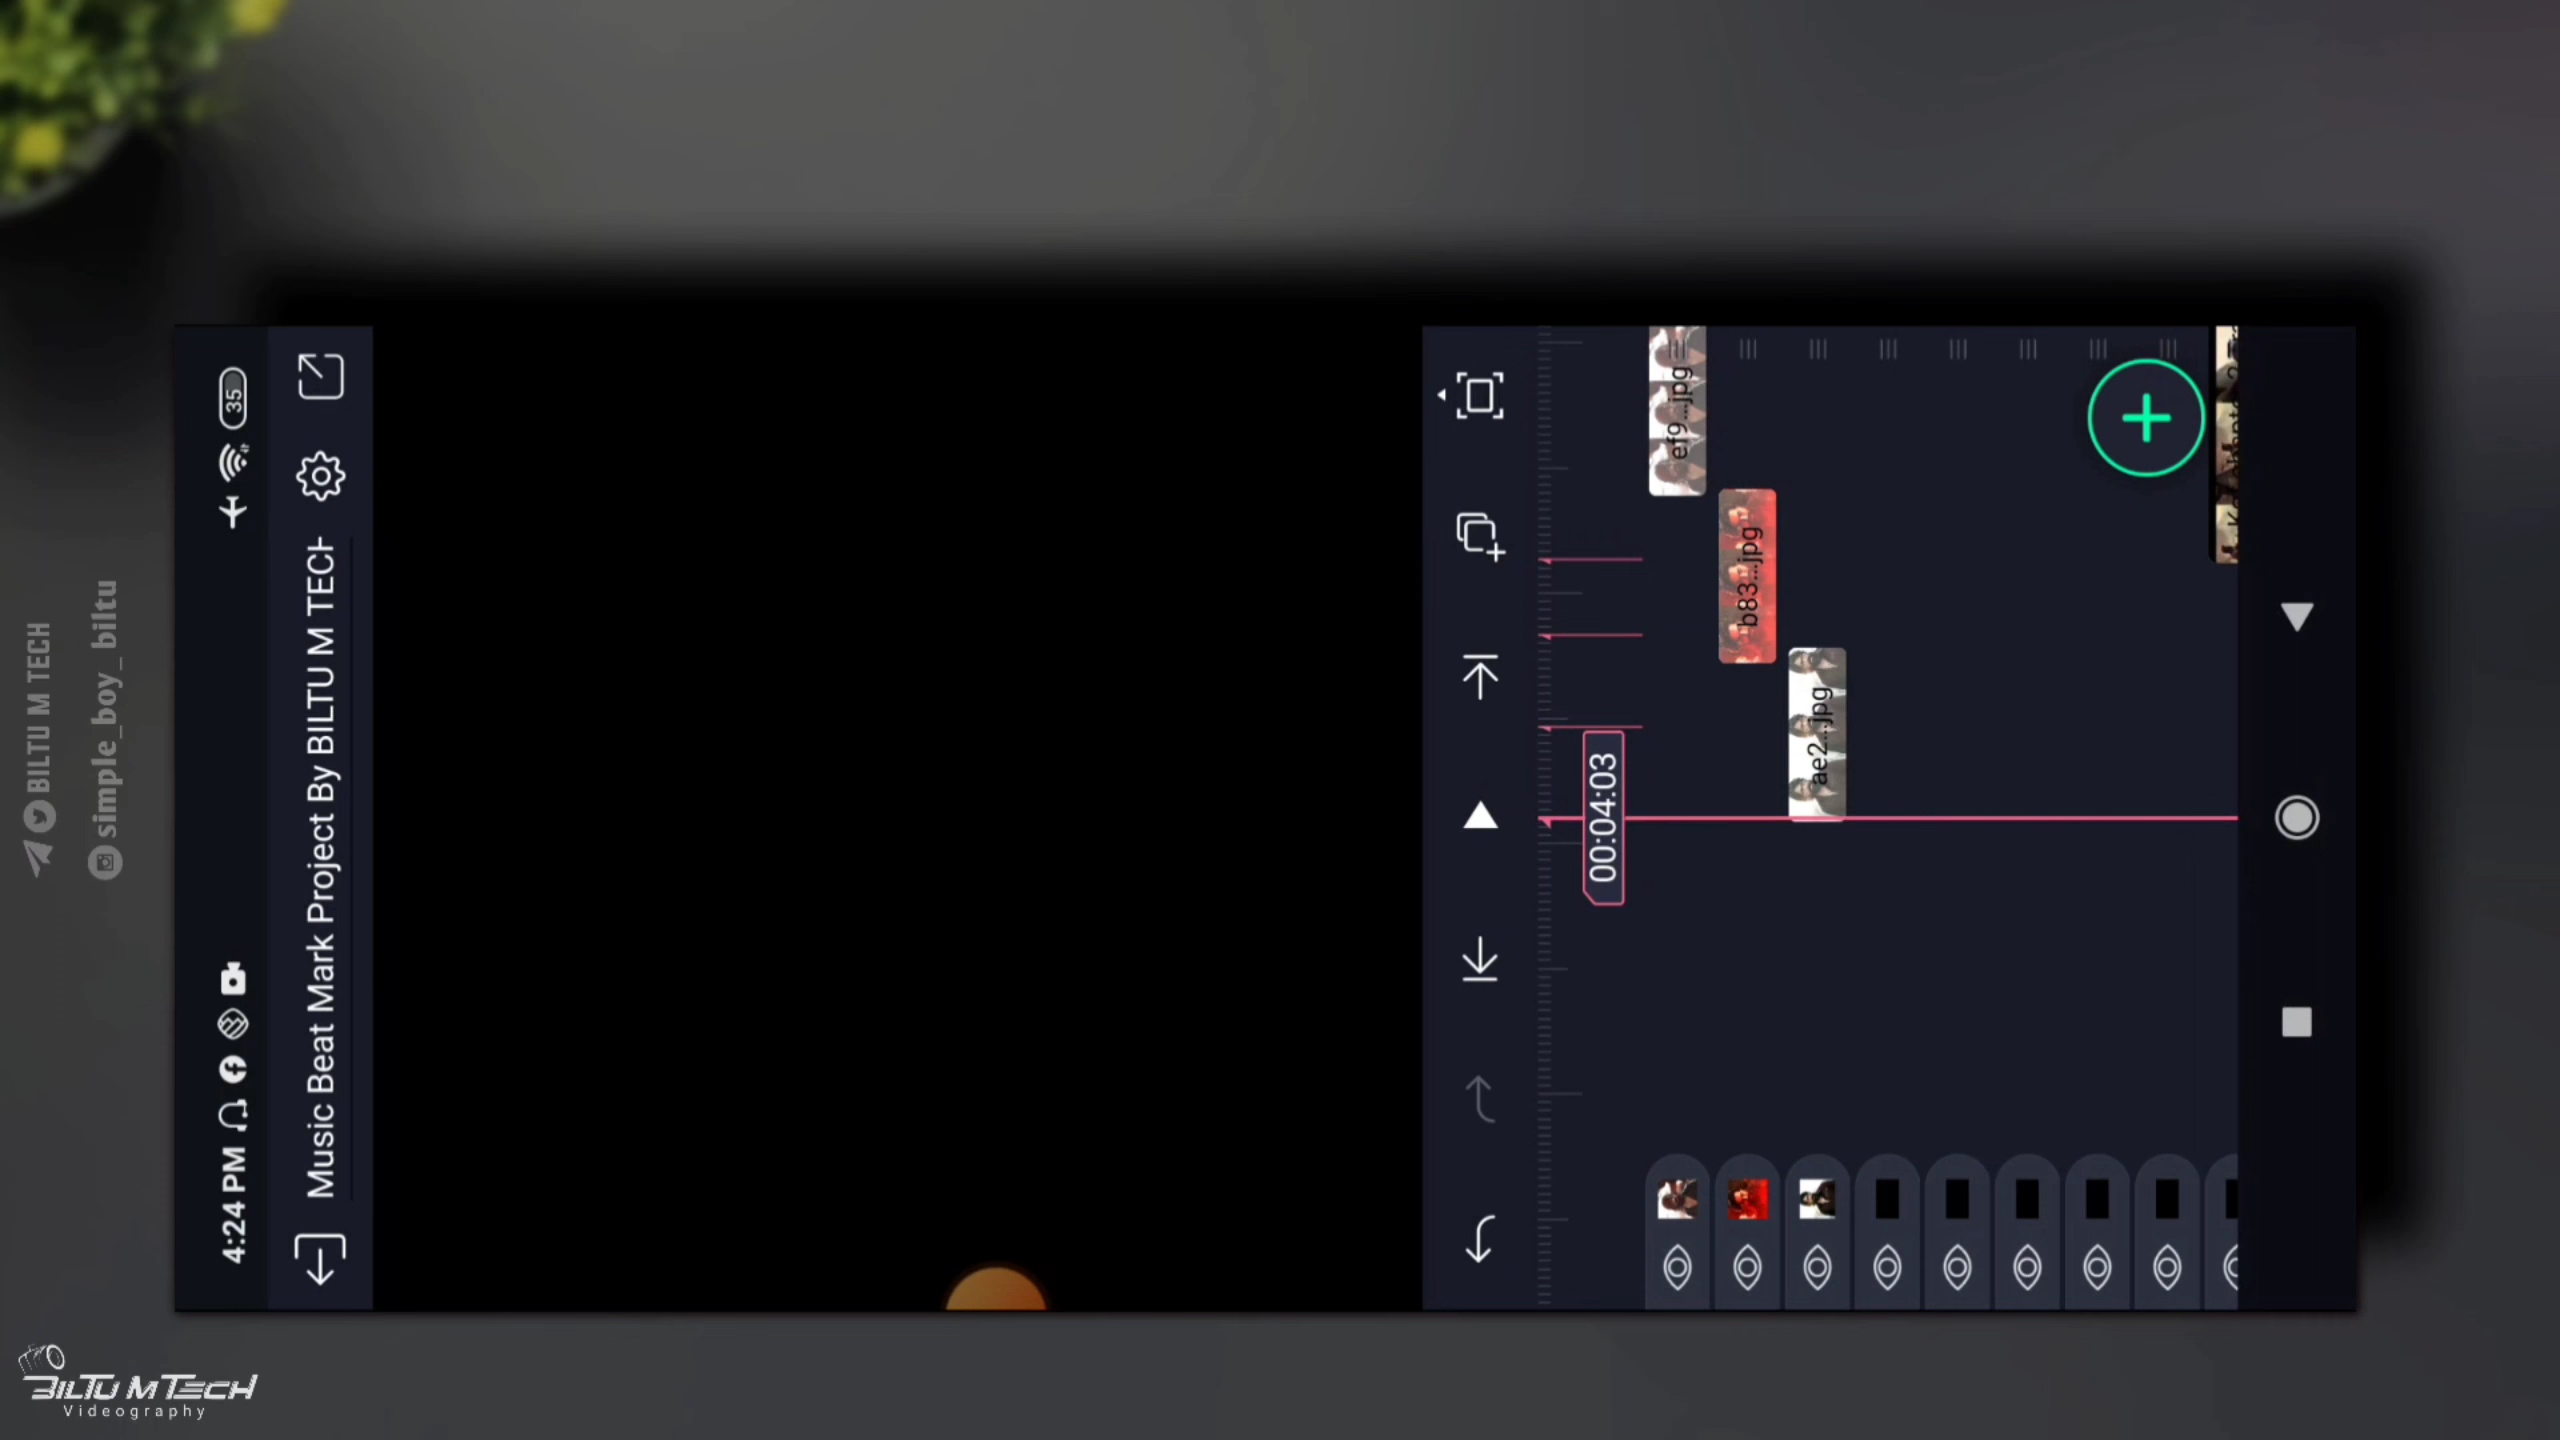 BILTU M TECH
simple_boy_biltu
4:24 PM
35
Music Beat Mark Project By BILTU M TECH
00:04:03
ef9...jpg
b83...jpg
ae2...jpg
BILTU M TECH
Videography